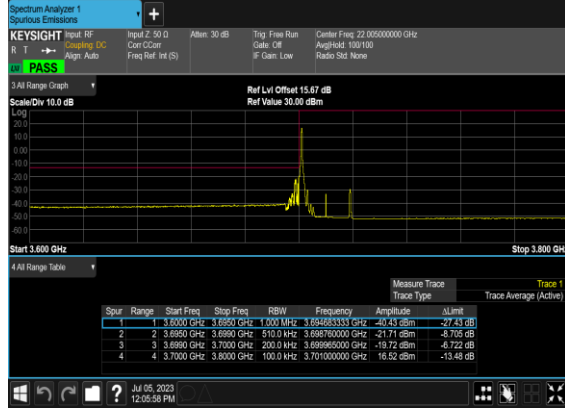 Spectrum Analyzer 1
Spurious Emissions
+
KEYSIGHT Input: RF Input Z: 50 Ω Atten: 30 dB Trig: Free Run Center Freq: 22.005000000 GHz
R T Coupling: DC Corr CCorr Gate: Off Avg|Hold: 100/100
Align: Auto Freq Ref: Int (S) IF Gain: Low Radio Std: None
PASS
3 All Range Graph
Ref Lvl Offset 15.67 dB
Scale/Div 10.0 dB Ref Value 30.00 dBm
Log
20.0
10.0
0.00
-10.0
-20.0
-30.0
-40.0
-50.0
-60.0
Start 3.600 GHz Stop 3.800 GH
4 All Range Table
Measure Trace Trace 1
Trace Type Trace Average (Active)
Spur Range Start Freq Stop Freq RBW Frequency Amplitude ΔLimit
1 1 3.6000 GHz 3.6950 GHz 1.000 MHz 3.694683333 GHz -40.43 dBm -27.43 dB
2 2 3.6950 GHz 3.6990 GHz 510.0 kHz 3.698760000 GHz -21.71 dBm -8.705 dB
3 3 3.6990 GHz 3.7000 GHz 200.0 kHz 3.699965000 GHz -19.72 dBm -6.722 dB
4 4 3.7000 GHz 3.8000 GHz 100.0 kHz 3.701000000 GHz 16.52 dBm -13.48 dB
? Jul 05, 2023
12:05:58 PM